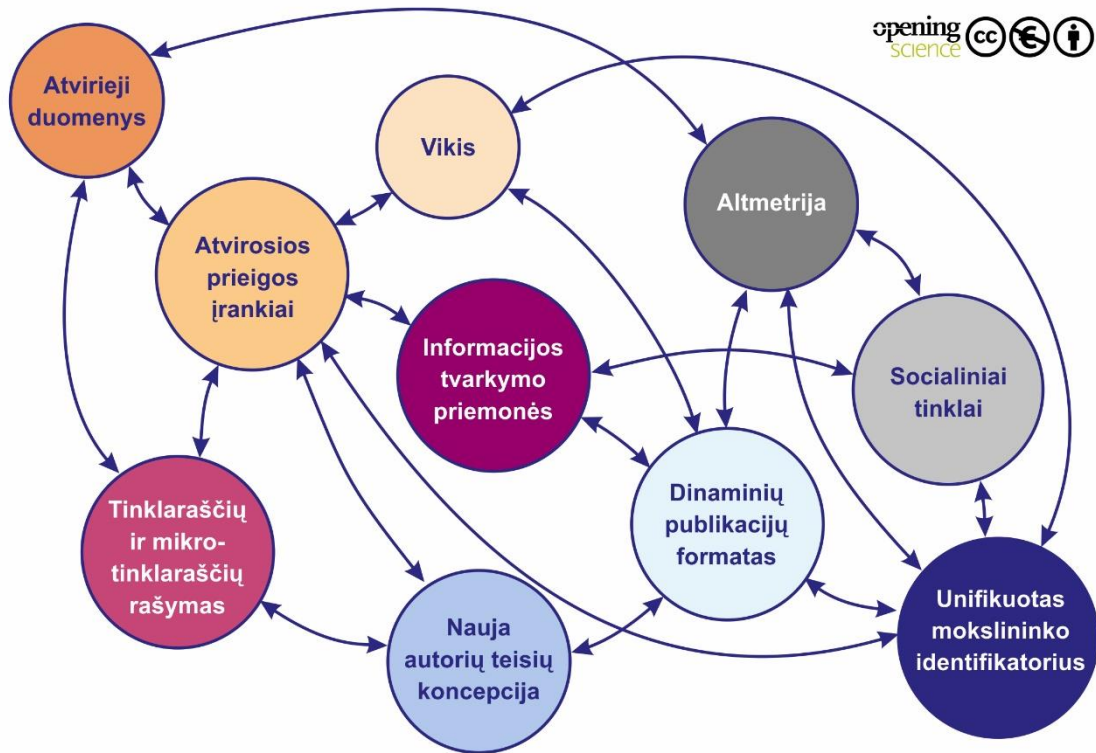 opening
science
cc
Atvirieji
duomenys
Vikis
Altmetrija
Atvirosios
prieigos
įrankiai
Informacijos
tvarkymo
priemonės
Socialiniai
tinklai
Tinklaraščių
ir mikro-
tinklaraščių
rašymas
Dinaminių
publikacijų
formatas
Nauja
autorių teisių
koncepcija
Unifikuotas
mokslininko
identifikatorius